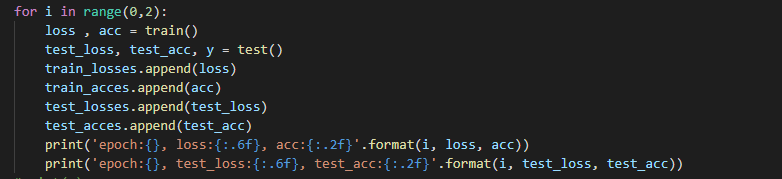 for i in range(0,2):
    loss , acc = train()
    test_loss, test_acc, y = test()
    train_losses.append(loss)
    train_acces.append(acc)
    test_losses.append(test_loss)
    test_acces.append(test_acc)
    print('epoch:{}, loss:{:.6f}, acc:{:.2f}'.format(i, loss, acc))
    print('epoch:{}, test_loss:{:.6f}, test_acc:{:.2f}'.format(i, test_loss, test_acc))